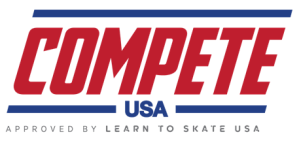 COMPETE
USA
APPROVED BY LEARN TO SKATE USA